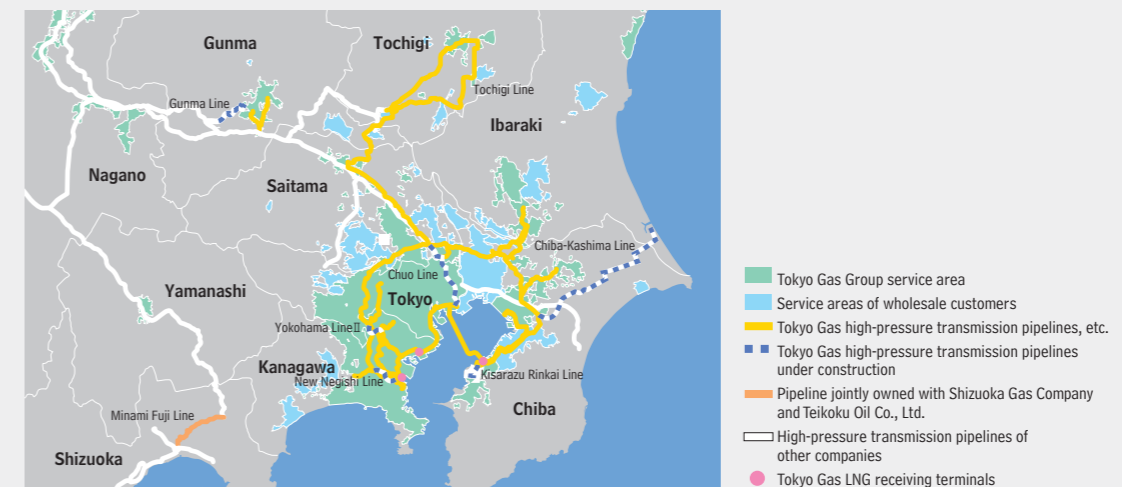 Gunma
Tochigi
Tochigi Line
Gunma Line
Ibaraki
Nagano
Saitama
Chiba-Kashima Line
Chuo Line
Yamanashi
Tokyo
Yokohama LineⅡ
Kanagawa
New Negishi Line
Kisarazu Rinkai Line
Minami Fuji Line
Chiba
Shizuoka
Tokyo Gas Group service area
Service areas of wholesale customers
Tokyo Gas high-pressure transmission pipelines, etc.
Tokyo Gas high-pressure transmission pipelines
under construction
Pipeline jointly owned with Shizuoka Gas Company
and Teikoku Oil Co., Ltd.
High-pressure transmission pipelines of
other companies
Tokyo Gas LNG receiving terminals